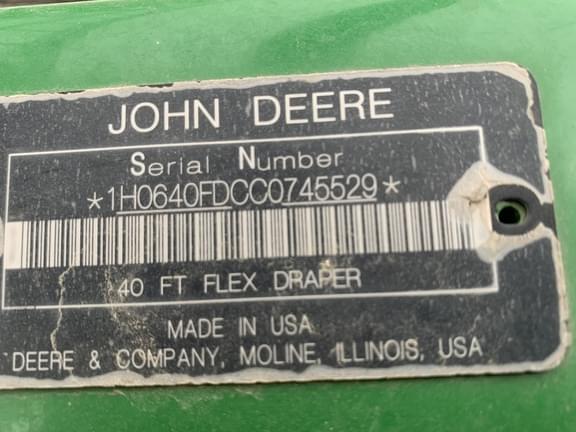 JOHN DEERE
Serial Number
*1H0640FDCC0745529*
40 FT FLEX DRAPER
MADE IN USA
DEERE & COMPANY, MOLINE, ILLINOIS, USA